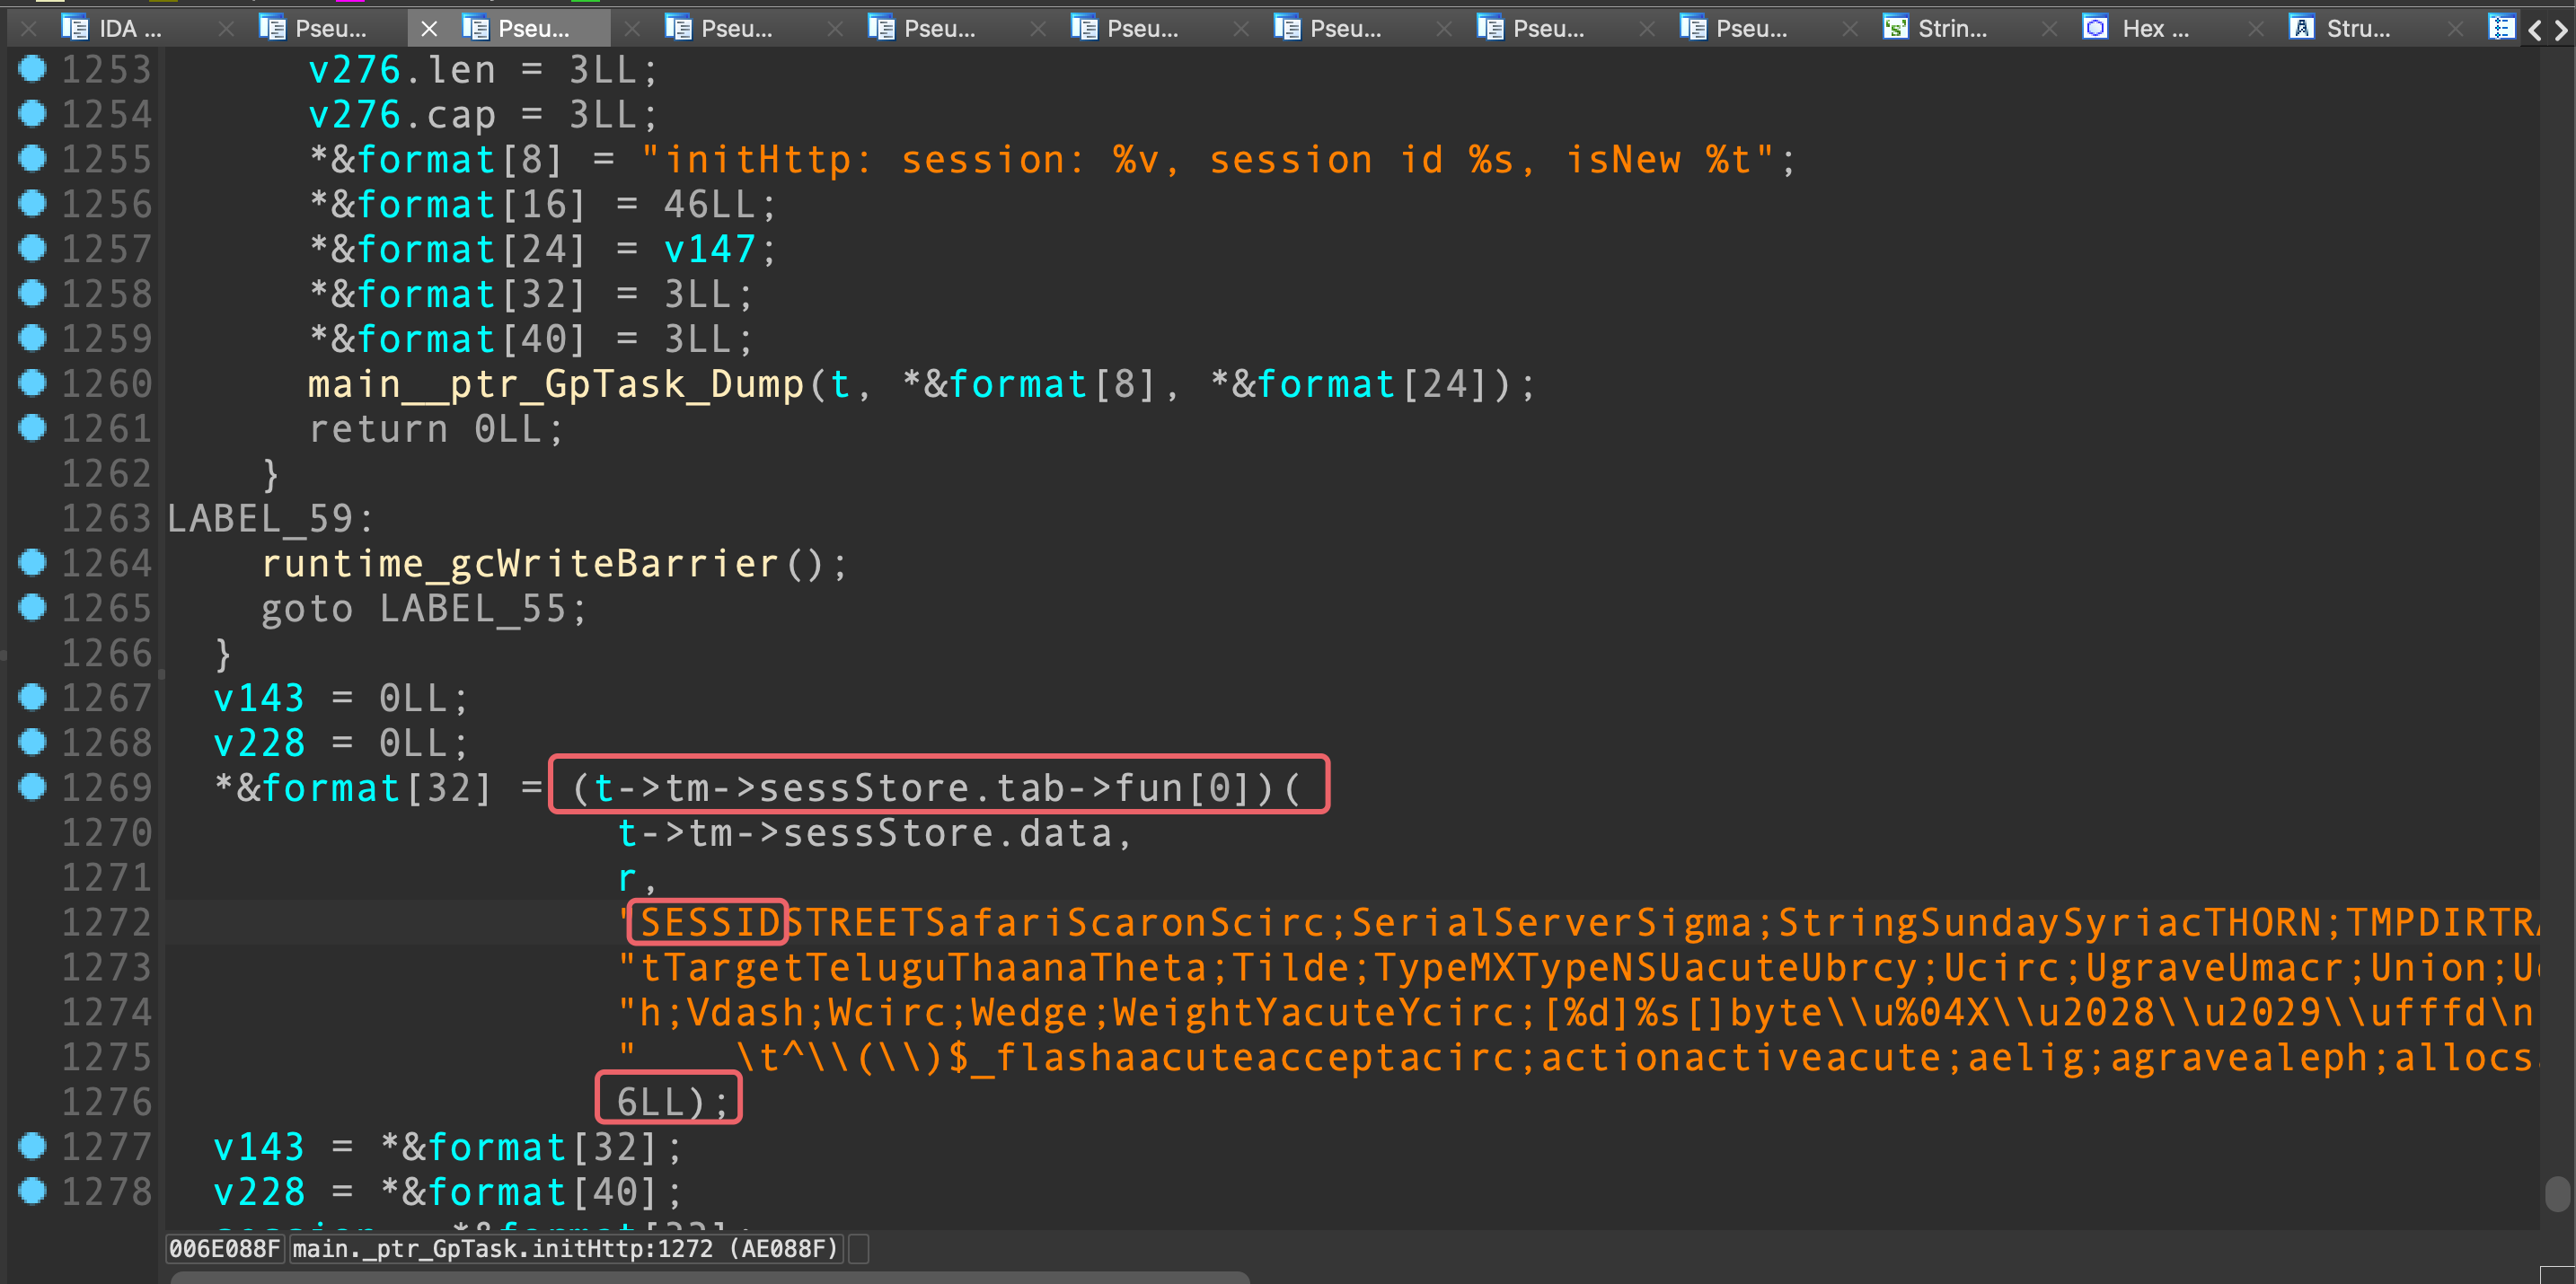 IDA ... Pseu... Pseu... Pseu... Pseu... Pseu... Pseu... Pseu... Pseu... Strin... Hex ... Stru...
1253 v276.len = 3LL;
1254 v276.cap = 3LL;
1255 *&format[8] = "initHttp: session: %v, session id %s, isNew %t";
1256 *&format[16] = 46LL;
1257 *&format[24] = v147;
1258 *&format[32] = 3LL;
1259 *&format[40] = 3LL;
1260 main__ptr_GpTask_Dump(t, *&format[8], *&format[24]);
1261 return 0LL;
1262 }
1263 LABEL_59:
1264 runtime_gcWriteBarrier();
1265 goto LABEL_55;
1266 }
1267 v143 = 0LL;
1268 v228 = 0LL;
1269 *&format[32] = (t->tm->sessStore.tab->fun[0])(
1270 t->tm->sessStore.data,
1271 r,
1272 "SESSIDSTREETSafariScaronScirc;SerialServerSigma;StringSundaySyriacTHORN;TMPDIRTR
1273 "tTargetTeluguThaanaTheta;Tilde;TypeMXTypeNSUacuteUbrcy;Ucirc;UgraveUmacr;Union;U
1274 "h;Vdash;Wcirc;Wedge;WeightYacuteYcirc;[%d]%s[]byte\\u%04X\\u2028\\u2029\\ufffd\n
1275 " \t^\\(\\)$_flashaacuteacceptacirc;actionactiveacute;aelig;agravealeph;allocs
1276 6LL);
1277 v143 = *&format[32];
1278 v228 = *&format[40];
006E088F main._ptr_GpTask.initHttp:1272 (AE088F)